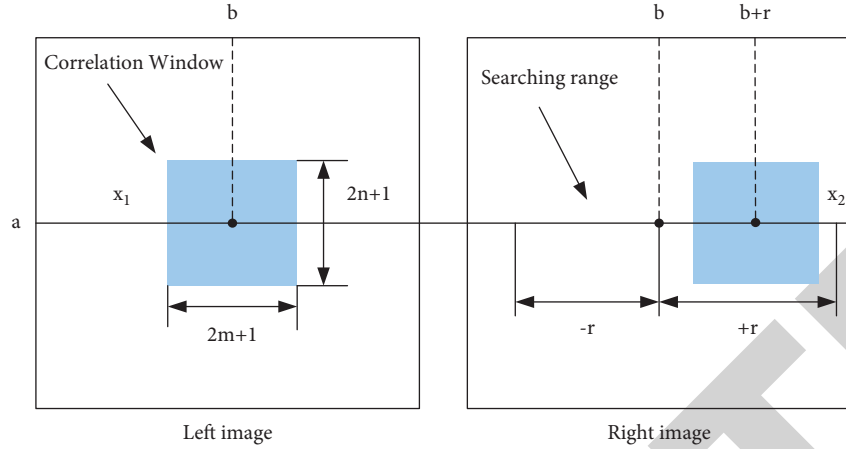 b
b
b+r
Correlation Window
Searching range
x1
2n+1
x2
a
2m+1
-r
+r
Left image
Right image